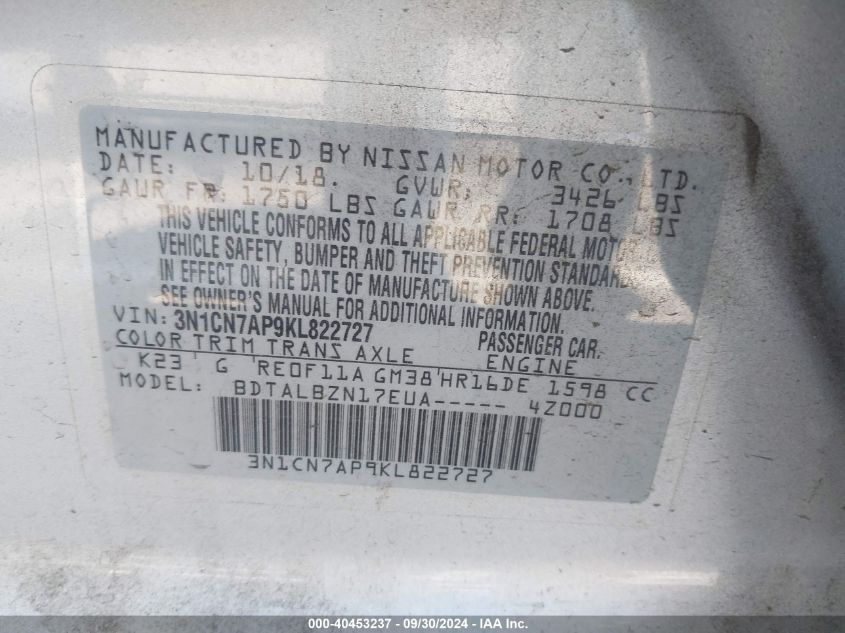 MANUFACTURED BY NISSAN MOTOR CO., LTD.
DATE: 10/18. GVWR: 3426 LBS
GAWR FR: 1750 LBS GAWR RR: 1708 LBS
THIS VEHICLE CONFORMS TO ALL APPLICABLE FEDERAL MOTOR
VEHICLE SAFETY, BUMPER AND THEFT PREVENTION STANDARDS
IN EFFECT ON THE DATE OF MANUFACTURE SHOWN ABOVE.
SEE OWNER'S MANUAL FOR ADDITIONAL INFORMATION.
VIN: 3N1CN7AP9KL822727 PASSENGER CAR.
COLOR TRIM TRANS AXLE ENGINE
K23 G RE0F11A GM38 HR16DE 1598 CC
MODEL: BDTALBZN17EUA----- 4Z000
3N1CN7AP9KL822727
000-40453237 - 09/30/2024 - IAA Inc.